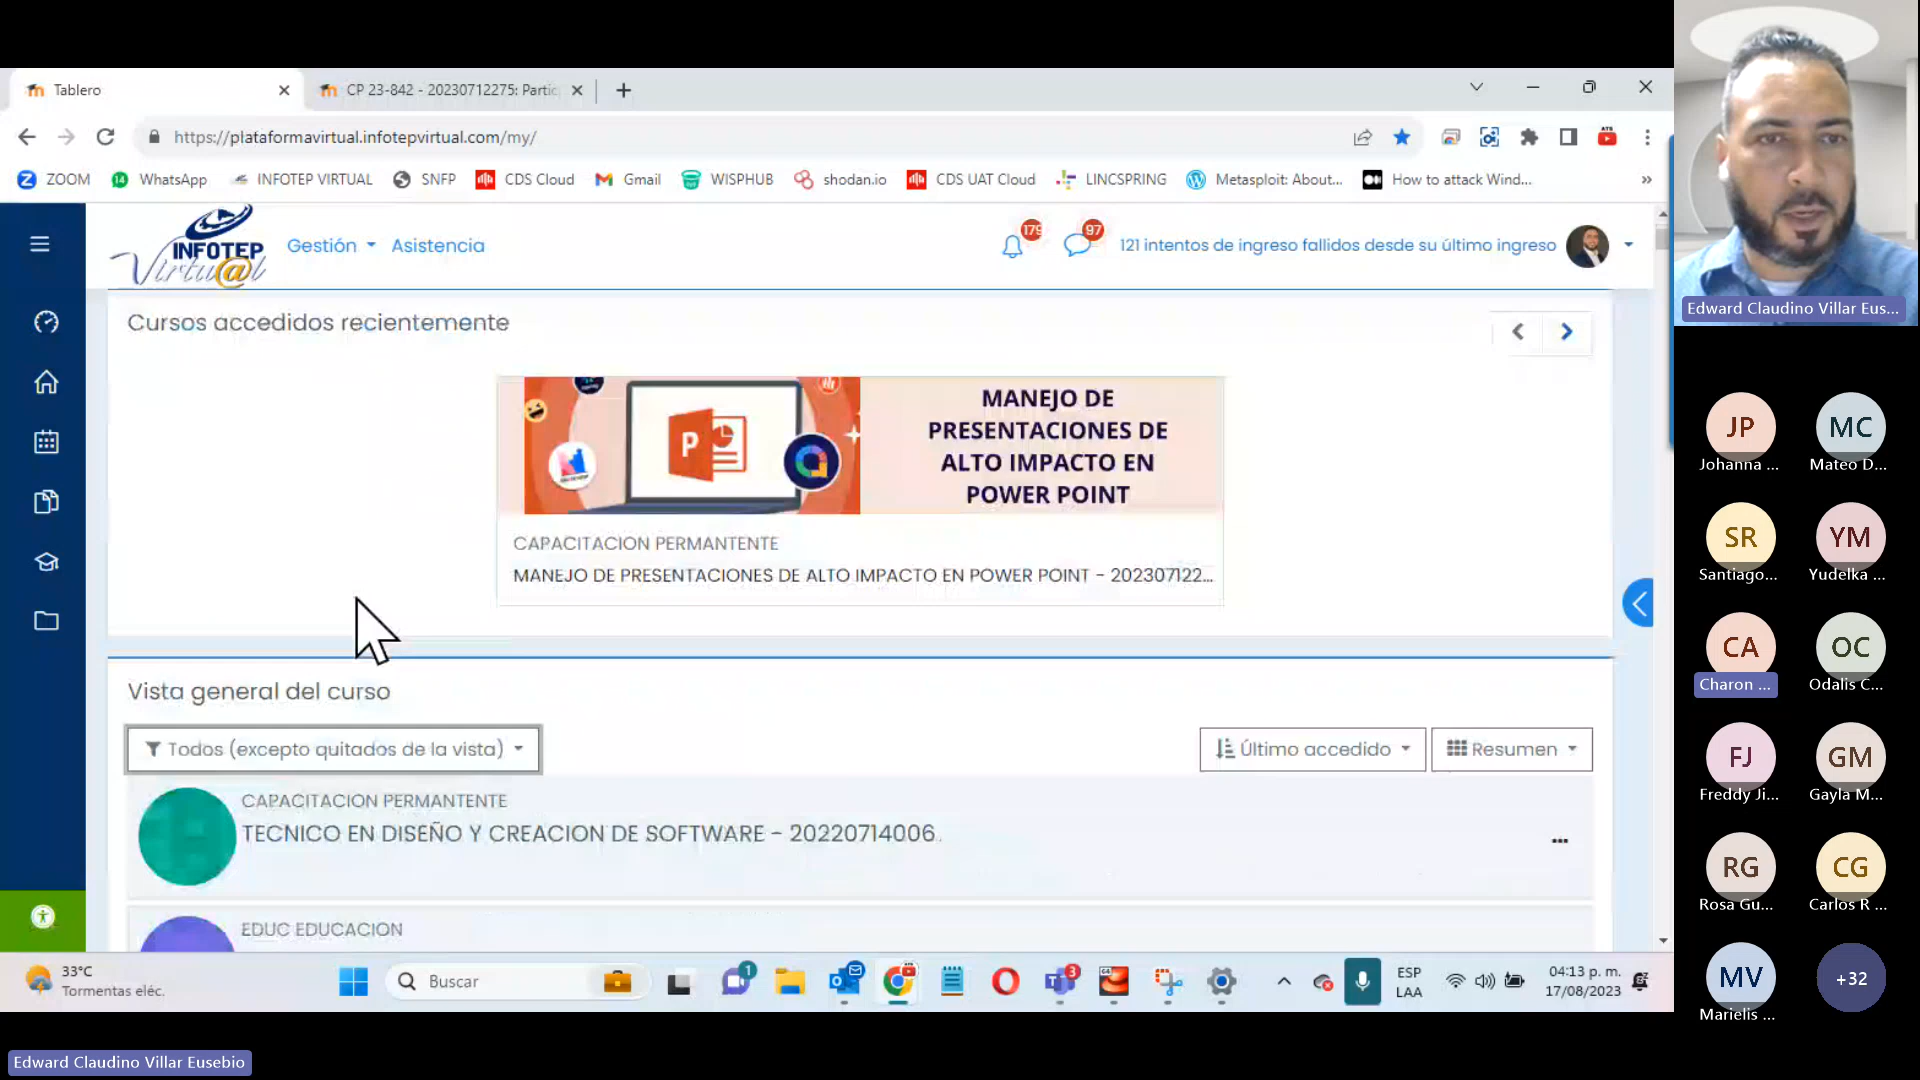 Tablero
CP 23-842 - 20230712275: Partic
https://plataformavirtual.infotepvirtual.com/my/
ZOOM
14
WhatsApp
INFOTEP VIRTUAL
SNFP
CDS Cloud
Gmail
WISPHUB
shodan.io
CDS UAT Cloud
LINCSPRING
Metasploit: About...
How to attack Wind...
»
INFOTEP
Virtu@l
Gestión
Asistencia
179
97
121 intentos de ingreso fallidos desde su último ingreso
Cursos accedidos recientemente
MANEJO DE
PRESENTACIONES DE
ALTO IMPACTO EN
POWER POINT
P
CAPACITACION PERMANTENTE
MANEJO DE PRESENTACIONES DE ALTO IMPACTO EN POWER POINT - 202307122...
Vista general del curso
Todos (excepto quitados de la vista)
Último accedido
Resumen
CAPACITACION PERMANTENTE
TECNICO EN DISEÑO Y CREACION DE SOFTWARE - 20220714006.
EDUC EDUCACION
33°C
Tormentas eléc.
Buscar
1
3
ESP
LAA
04:13 p. m.
17/08/2023
Edward Claudino Villar Eusebio
Edward Claudino Villar Eus...
JP
Johanna ...
MC
Mateo D...
SR
Santiago...
YM
Yudelka ...
CA
Charon ...
OC
Odalis C...
FJ
Freddy Ji...
GM
Gayla M...
RG
Rosa Gu...
CG
Carlos R ...
MV
Marielis ...
+32